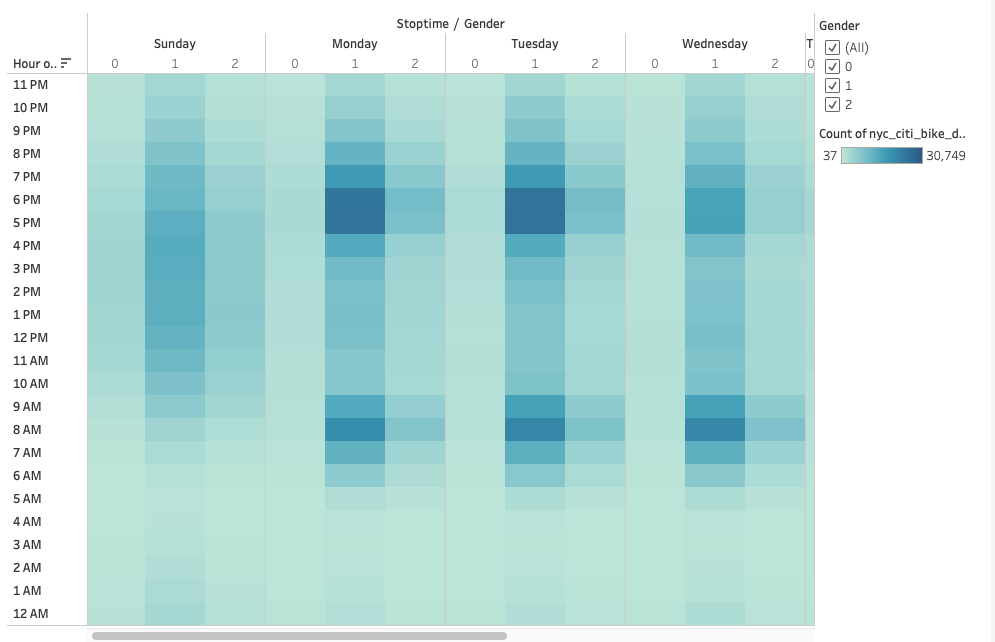 Stoptime / Gender
Sunday Monday Tuesday Wednesday T
Hour o.. 0 1 2 0 1 2 0 1 2 0 1 2 0
11 PM
10 PM
9 PM
8 PM
7 PM
6 PM
5 PM
4 PM
3 PM
2 PM
1 PM
12 PM
11 AM
10 AM
9 AM
8 AM
7 AM
6 AM
5 AM
4 AM
3 AM
2 AM
1 AM
12 AM
Gender
(All)
0
1
2
Count of nyc_citi_bike_d..
37 30,749